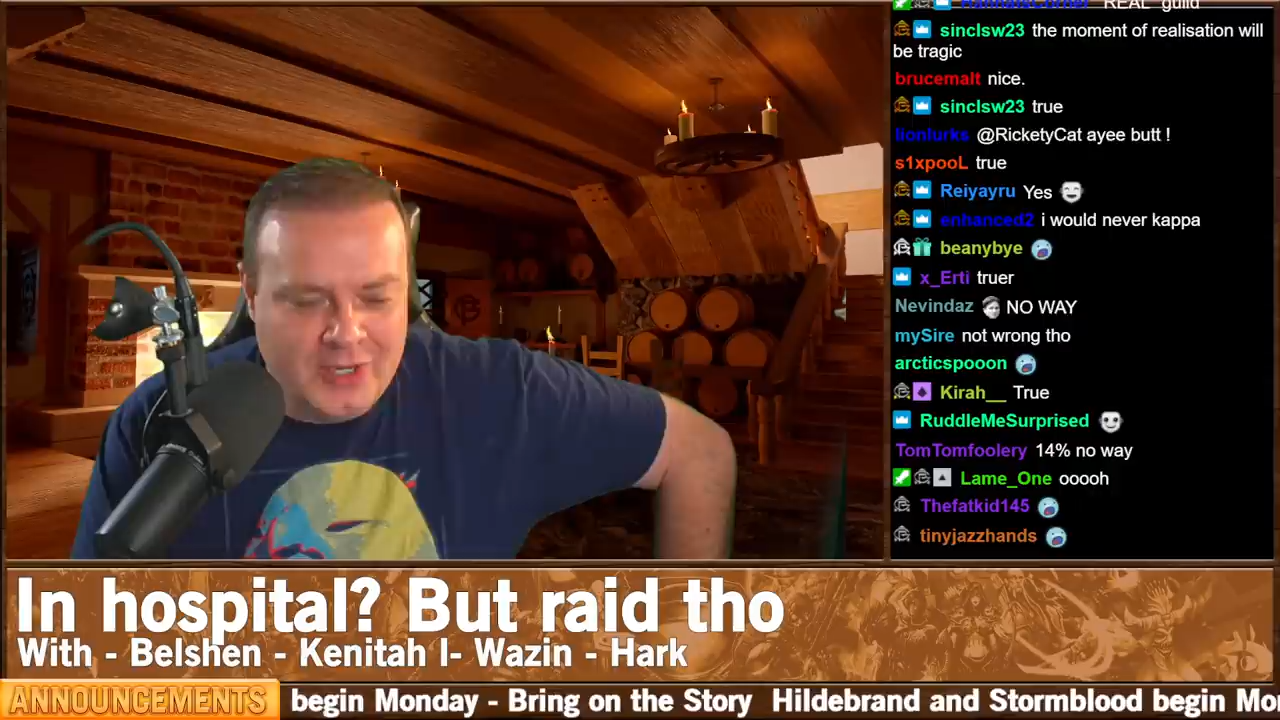 REAL guild
sinclsw23 the moment of realisation will
be tragic
brucemalt nice.
sinclsw23 true
lionlurks @RicketyCat ayee butt !
s1xpooL true
Reiyayru Yes
enhanced2 i would never kappa
beanybye
x_Erti truer
Nevindaz NO WAY
mySire not wrong tho
arcticspooon
Kirah__ True
RuddleMeSurprised
TomTomfoolery 14% no way
Lame_One ooooh
Thefatkid145
tinyjazzhands
In hospital? But raid tho
With - Belshen - Kenitah I- Wazin - Hark
ANNOUNCEMENTS begin Monday - Bring on the Story Hildebrand and Stormblood begin Mo